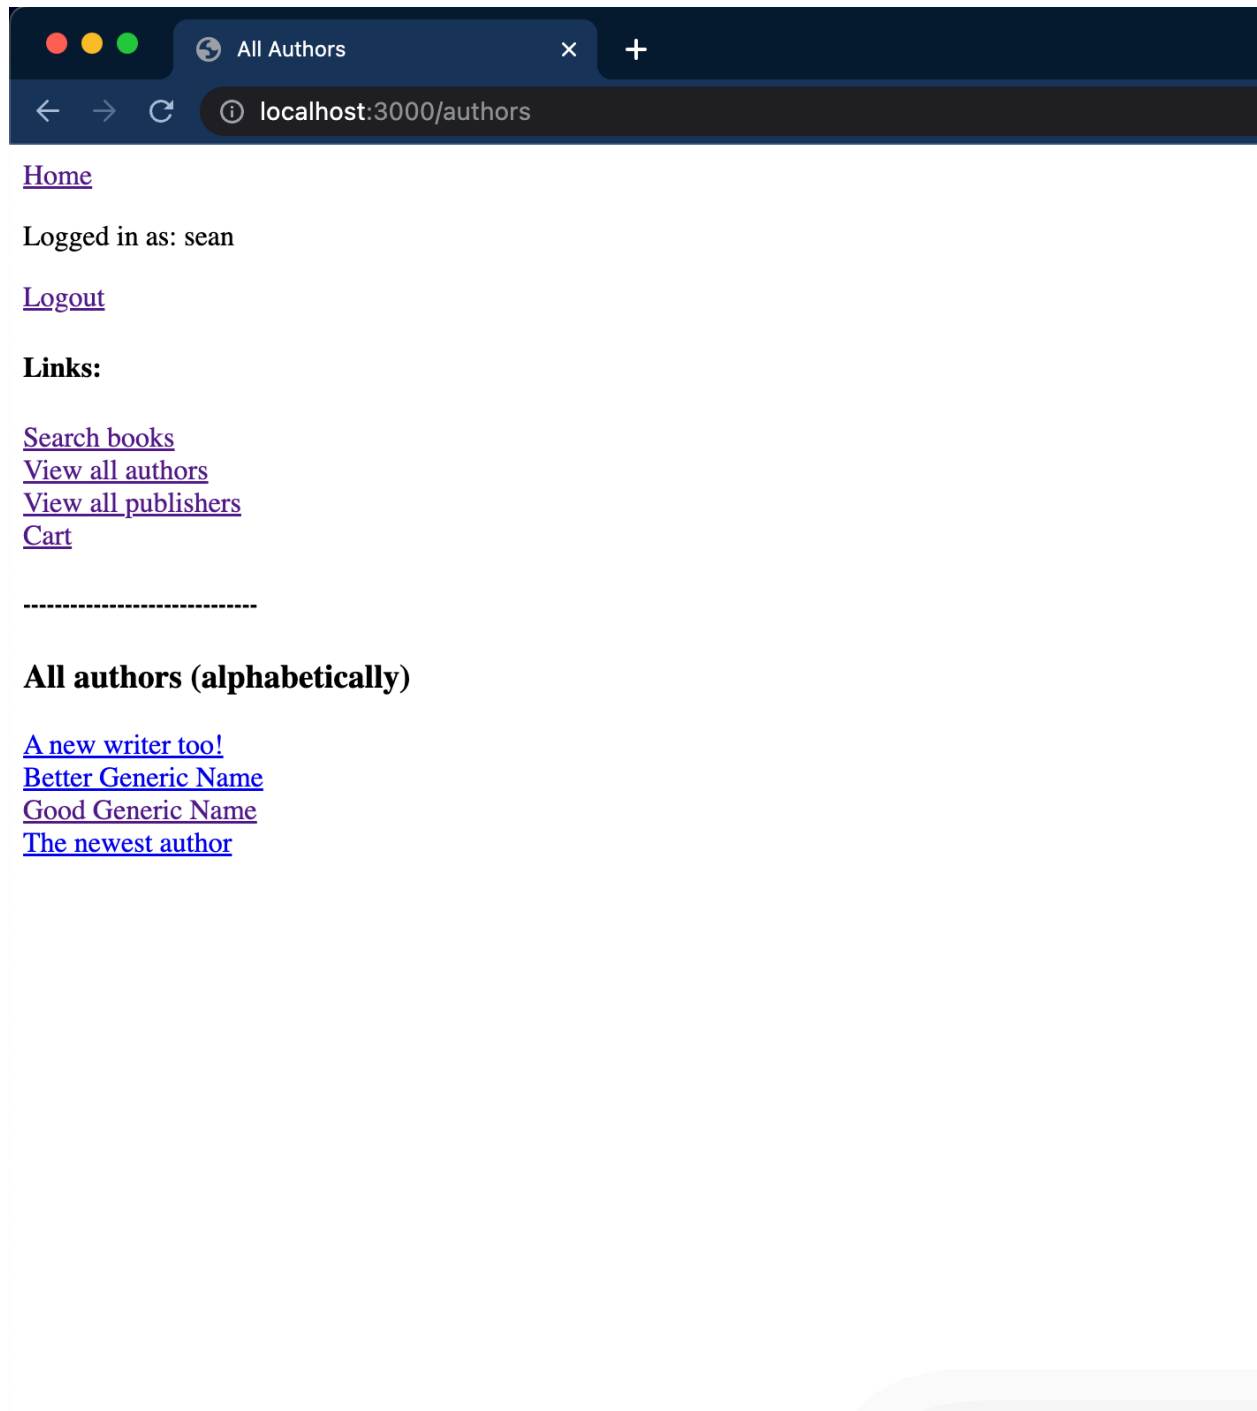 All Authors
localhost:3000/authors
Home
Logged in as: sean
Logout
Links:
Search books
View all authors
View all publishers
Cart
------------------------------
All authors (alphabetically)
A new writer too!
Better Generic Name
Good Generic Name
The newest author